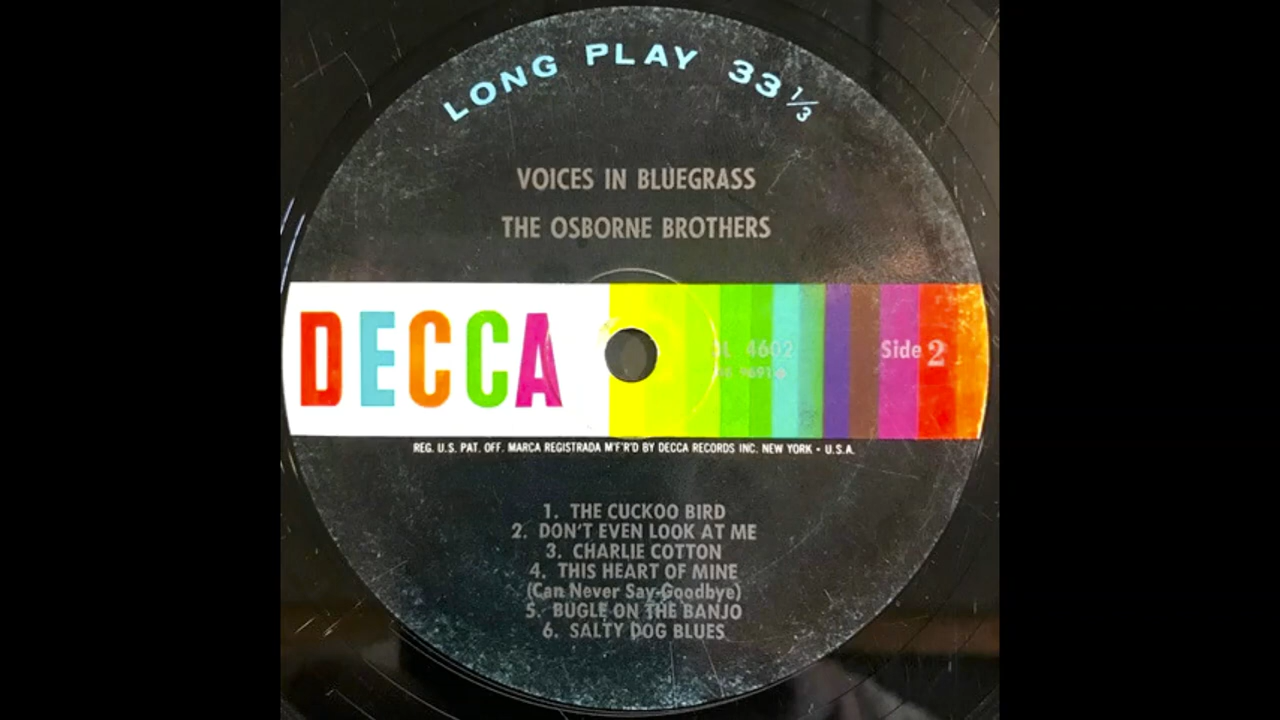 LONG PLAY 33 1/3
VOICES IN BLUEGRASS
THE OSBORNE BROTHERS
DECCA
4602
Side 2
REG. U.S. PAT. OFF. MARCA REGISTRADA M'F'R'D BY DECCA RECORDS INC. NEW YORK • U.S.A.
1. THE CUCKOO BIRD
2. DON'T EVEN LOOK AT ME
3. CHARLIE COTTON
4. THIS HEART OF MINE
(Can Never Say Goodbye)
5. BUGLE ON THE BANJO
6. SALTY DOG BLUES